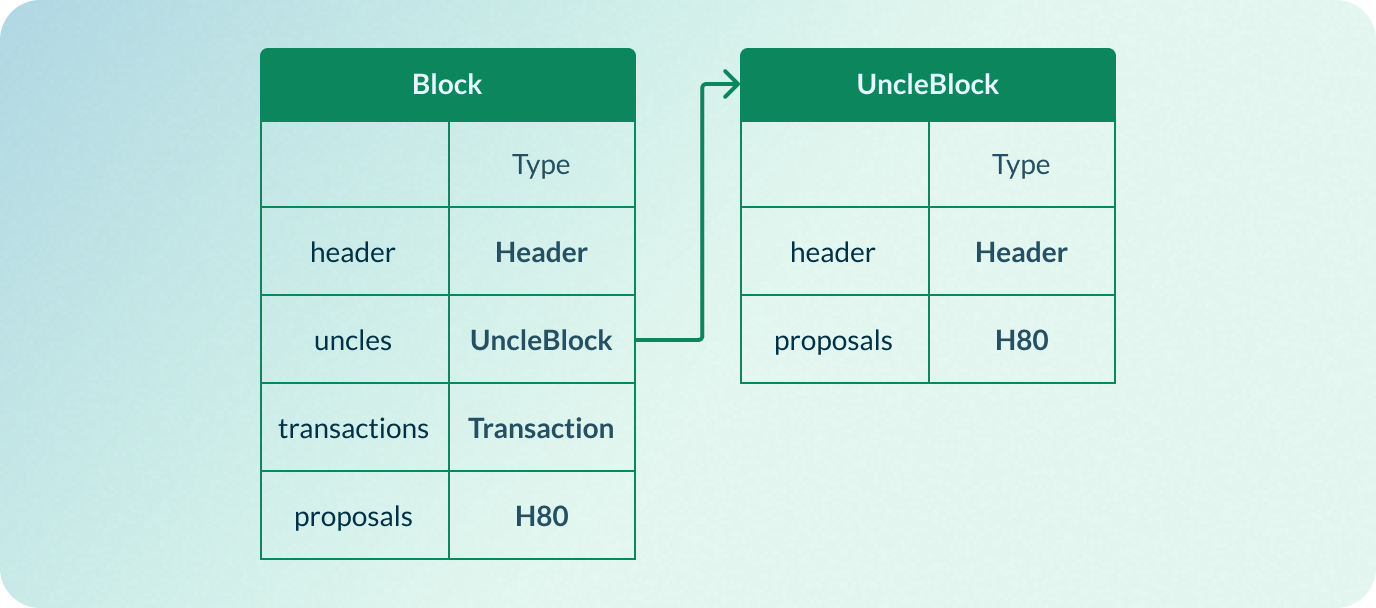 Block
Type
header Header
uncles UncleBlock
transactions Transaction
proposals H80
UncleBlock
Type
header Header
proposals H80